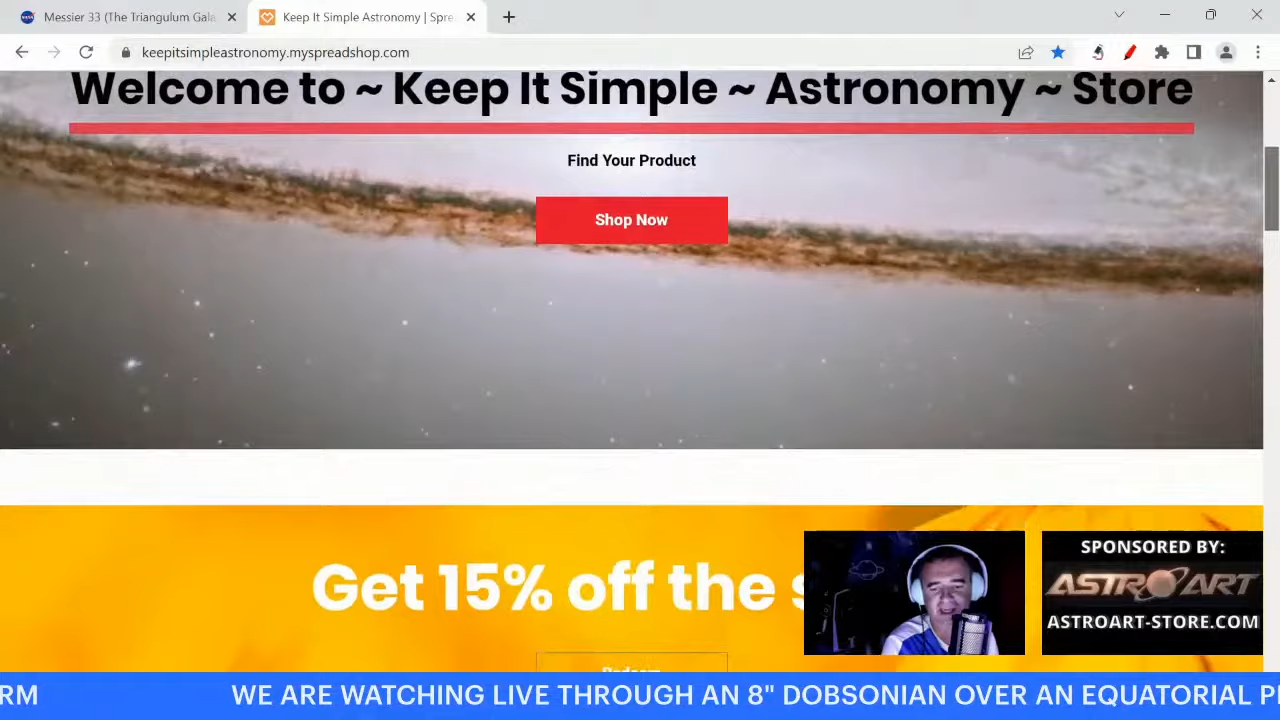 Messier 33 (The Triangulum Gala
Keep It Simple Astronomy | Spre
keepitsimpleastronomy.myspreadshop.com
Welcome to ~ Keep It Simple ~ Astronomy ~ Store
Find Your Product
Shop Now
Get 15% off the s
SPONSORED BY:
ASTROART
ASTROART-STORE.COM
RM
WE ARE WATCHING LIVE THROUGH AN 8" DOBSONIAN OVER AN EQUATORIAL P